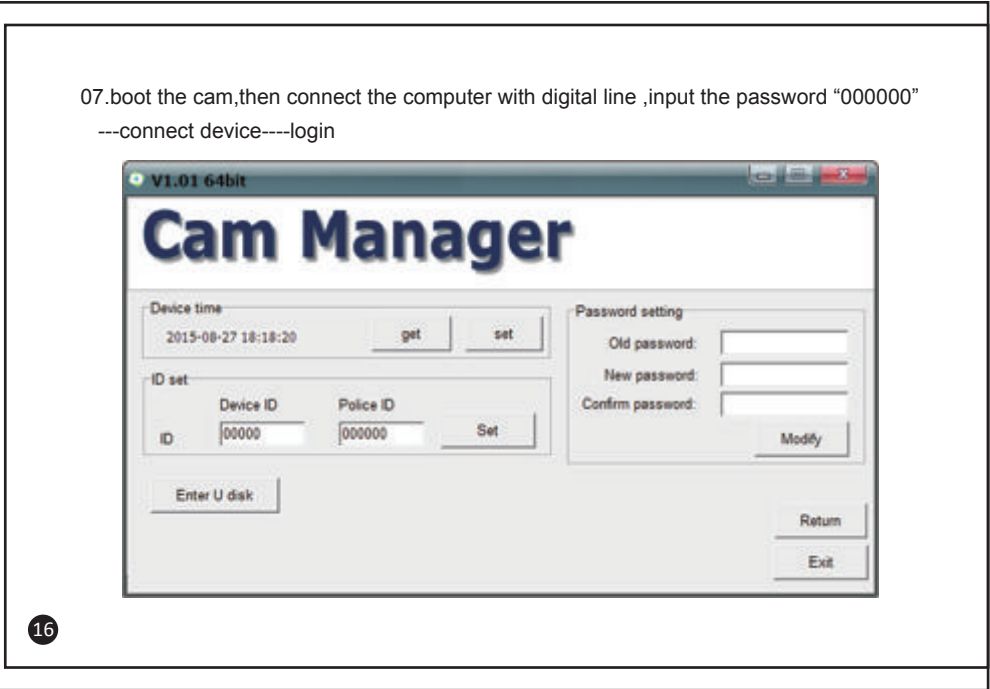 07.boot the cam,then connect the computer with digital line ,input the password “000000”
---connect device----login
V1.01 64bit
Cam Manager
Device time
2015-08-27 18:18:20 get set
ID set
Device ID Police ID
ID 00000 000000 Set
Enter U disk
Password setting
Old password:
New password:
Confirm password:
Modify
Return
Exit
16